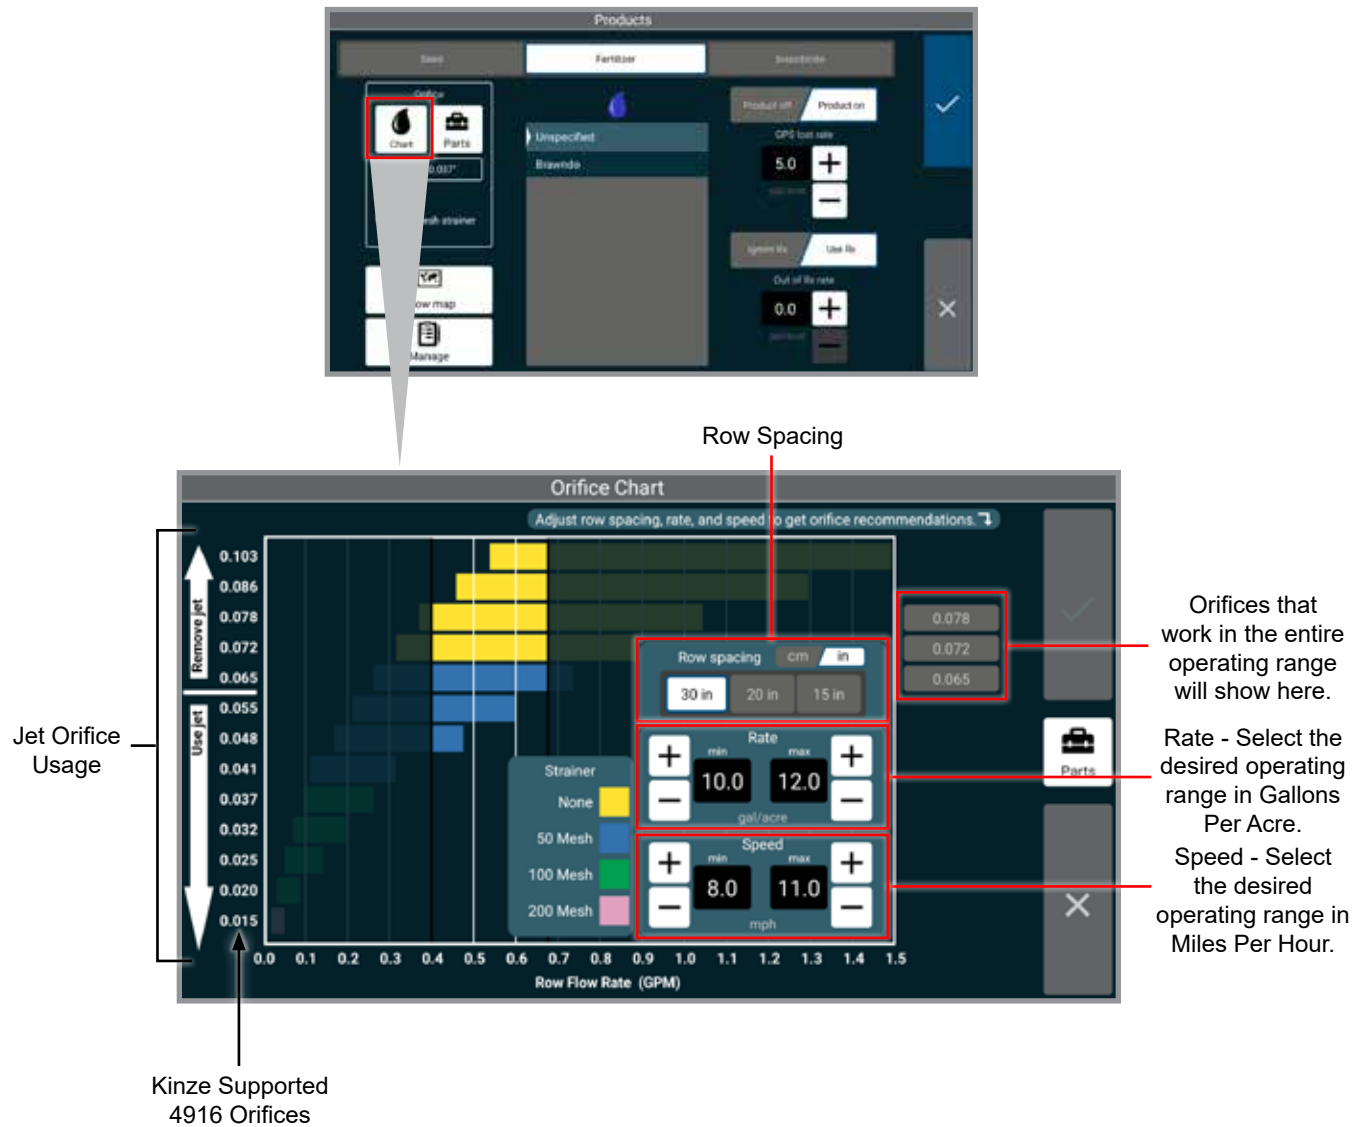 Products
Seed
Fertilizer
Insecticide
Orifice
Chart
Parts
0.037"
esh strainer
ow map
Manage
Unspecified
Brawndo
Product off
Product on
GPS lost rate
5.0
Ignore Rx
Use Rx
Out of Rx rate
0.0
Row Spacing
Orifice Chart
Adjust row spacing, rate, and speed to get orifice recommendations.
Remove jet
Use jet
0.103
0.086
0.078
0.072
0.065
0.055
0.048
0.041
0.037
0.032
0.025
0.020
0.015
0.0 0.1 0.2 0.3 0.4 0.5 0.6 0.7 0.8 0.9 1.0 1.1 1.2 1.3 1.4 1.5
Row Flow Rate (GPM)
Strainer
None
50 Mesh
100 Mesh
200 Mesh
Row spacing cm in
30 in 20 in 15 in
Rate
min max
10.0 12.0
gal/acre
Speed
min max
8.0 11.0
mph
0.078
0.072
0.065
Parts
Jet Orifice
Usage
Orifices that
work in the entire
operating range
will show here.
Rate - Select the
desired operating
range in Gallons
Per Acre.
Speed - Select
the desired
operating range in
Miles Per Hour.
Kinze Supported
4916 Orifices